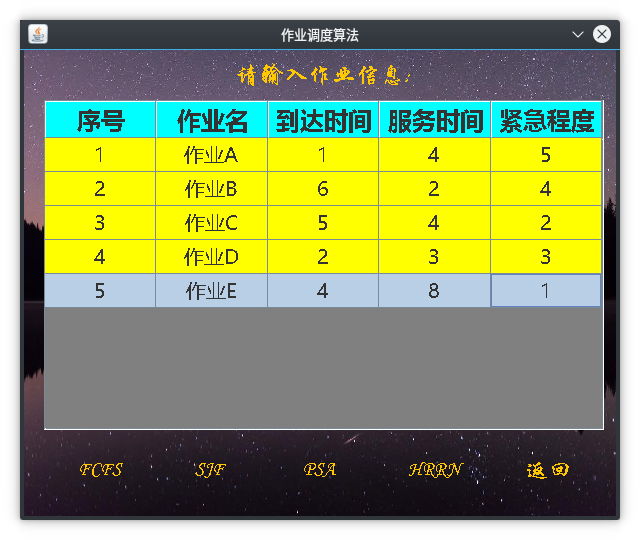 作业调度算法
请输入作业信息:
序号 作业名 到达时间 服务时间 紧急程度
1 作业A 1 4 5
2 作业B 6 2 4
3 作业C 5 4 2
4 作业D 2 3 3
5 作业E 4 8 1
FCFS SJF PSA HRRN 返回